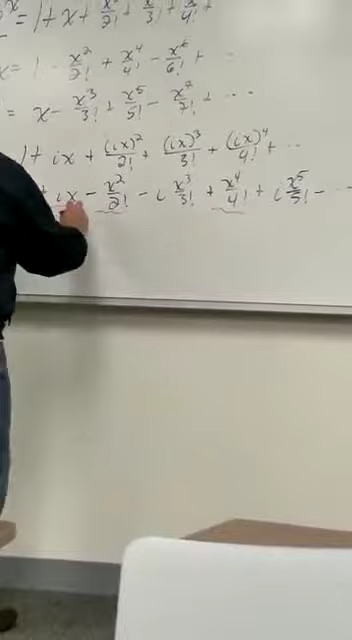 x = 1 + x + x²/2! + x³/3! + x⁴/4! +
x = 1 - x²/2! + x⁴/4! - x⁶/6! + ...
= x - x³/3! + x⁵/5! - x⁷/7! + ...
1 + ix + (ix)²/2! + (ix)³/3! + (ix)⁴/4! + ...
+ ix - x²/2! - i x³/3! + x⁴/4! + i x⁵/5! - ...